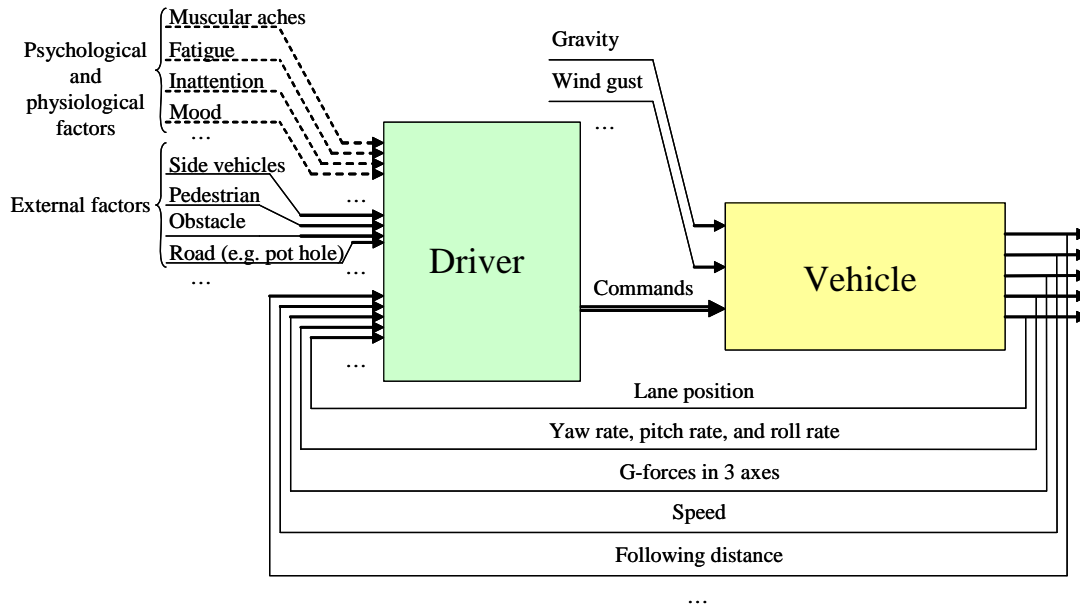 Muscular aches
Psychological
and
physiological
factors
Fatigue
Inattention
Mood
…
External factors
Side vehicles
Pedestrian
Obstacle
Road (e.g. pot hole)
…
…
…
…
Driver
Gravity
Wind gust
…
Commands
Vehicle
Lane position
Yaw rate, pitch rate, and roll rate
G-forces in 3 axes
Speed
Following distance
…